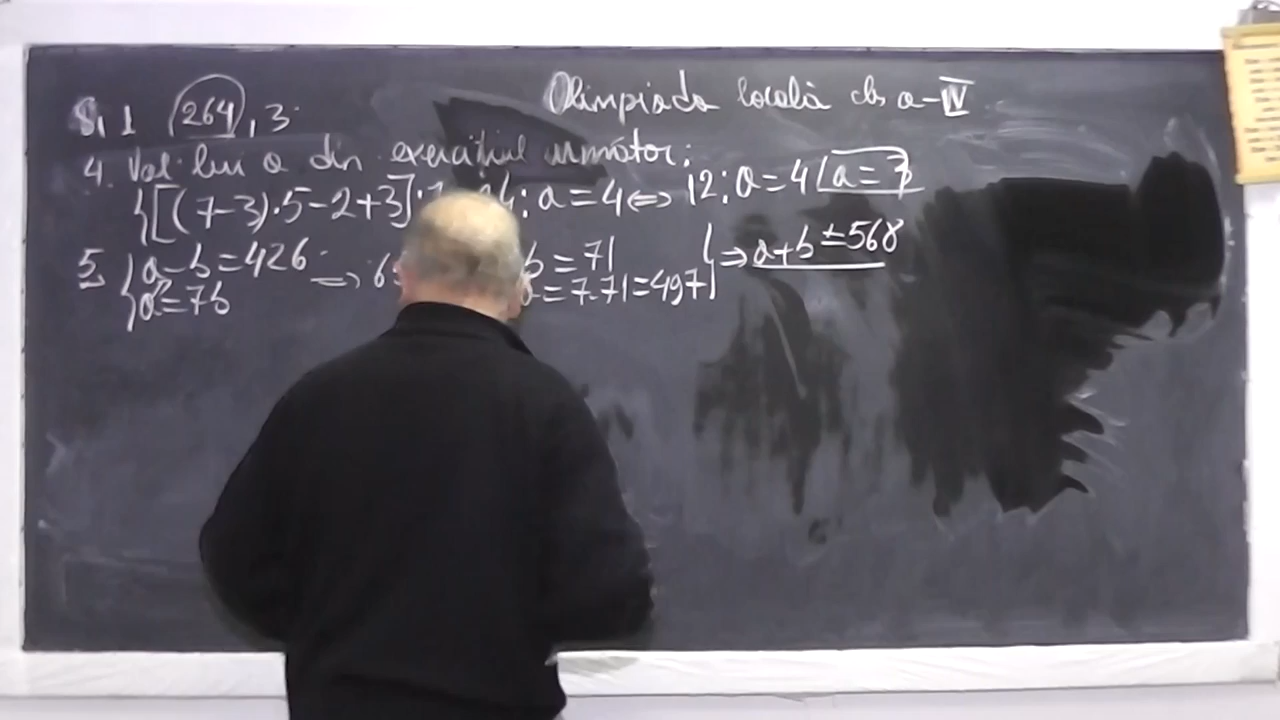 Olimpiada locală cls a-IV
S, 1 264, 3.
4. Val. lui a din exercițiul următor:
{[(7-3)·5-2+3]: :a=4 ⟺ 12:a=4 a=3
5. {a-b=426 ⟹ 6 b=71
a=7b =7·71=497} ⟹ a+b=568